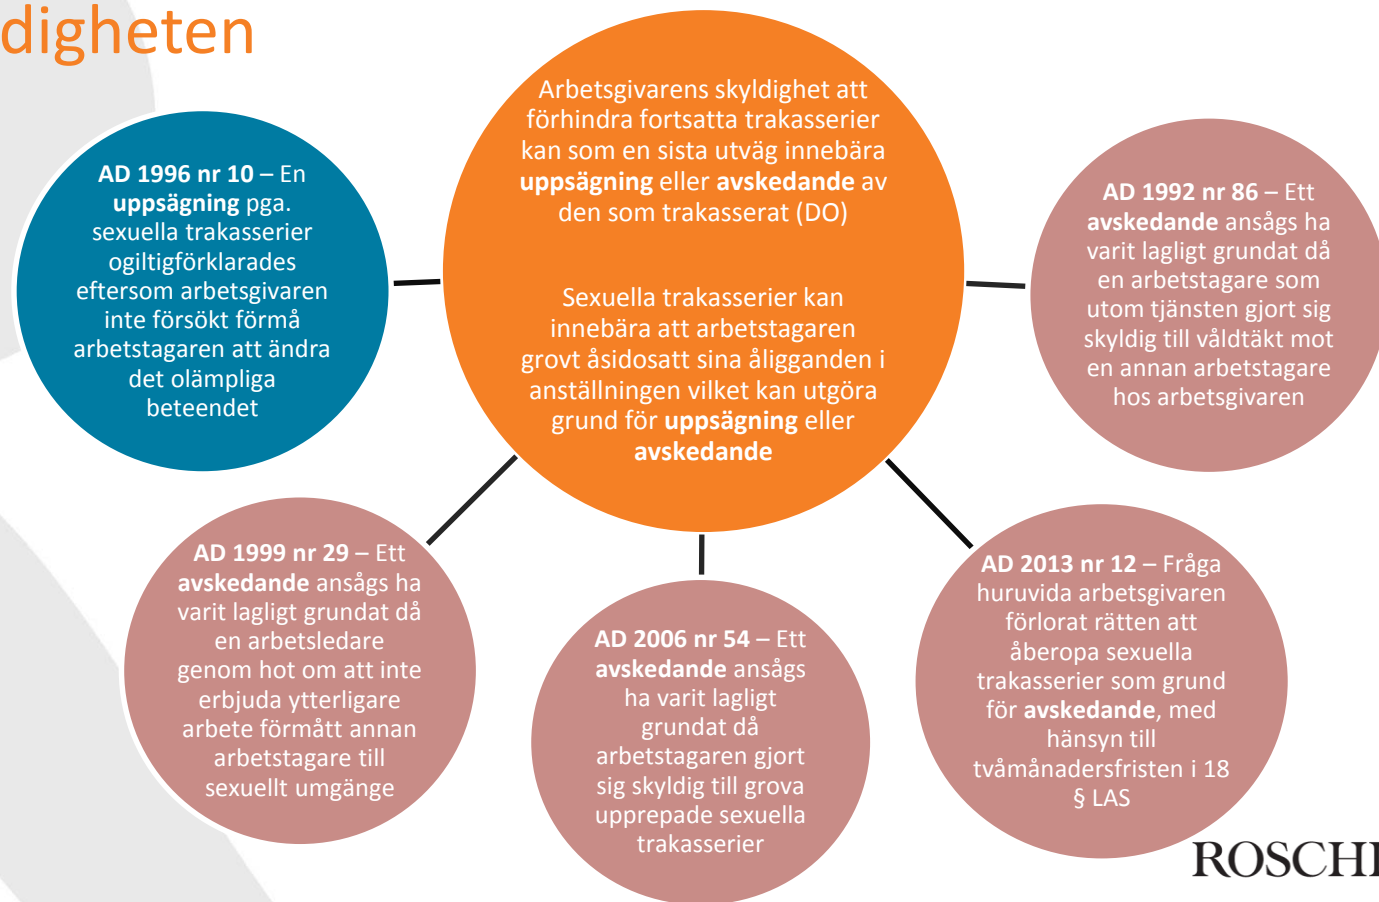 digheten
Arbetsgivarens skyldighet att
förhindra fortsatta trakasserier
kan som en sista utväg innebära
uppsägning eller avskedande av
den som trakasserat (DO)
Sexuella trakasserier kan
innebära att arbetstagaren
grovt åsidosatt sina åligganden i
anställningen vilket kan utgöra
grund för uppsägning eller
avskedande
AD 1996 nr 10 – En
uppsägning pga.
sexuella trakasserier
ogiltigförklarades
eftersom arbetsgivaren
inte försökt förmå
arbetstagaren att ändra
det olämpliga
beteendet
AD 1992 nr 86 – Ett
avskedande ansågs ha
varit lagligt grundat då
en arbetstagare som
utom tjänsten gjort sig
skyldig till våldtäkt mot
en annan arbetstagare
hos arbetsgivaren
AD 1999 nr 29 – Ett
avskedande ansågs ha
varit lagligt grundat då
en arbetsledare
genom hot om att inte
erbjuda ytterligare
arbete förmått annan
arbetstagare till
sexuellt umgänge
AD 2006 nr 54 – Ett
avskedande ansågs
ha varit lagligt
grundat då
arbetstagaren gjort
sig skyldig till grova
upprepade sexuella
trakasserier
AD 2013 nr 12 – Fråga
huruvida arbetsgivaren
förlorat rätten att
åberopa sexuella
trakasserier som grund
för avskedande, med
hänsyn till
tvåmånadersfristen i 18
§ LAS
ROSCHI